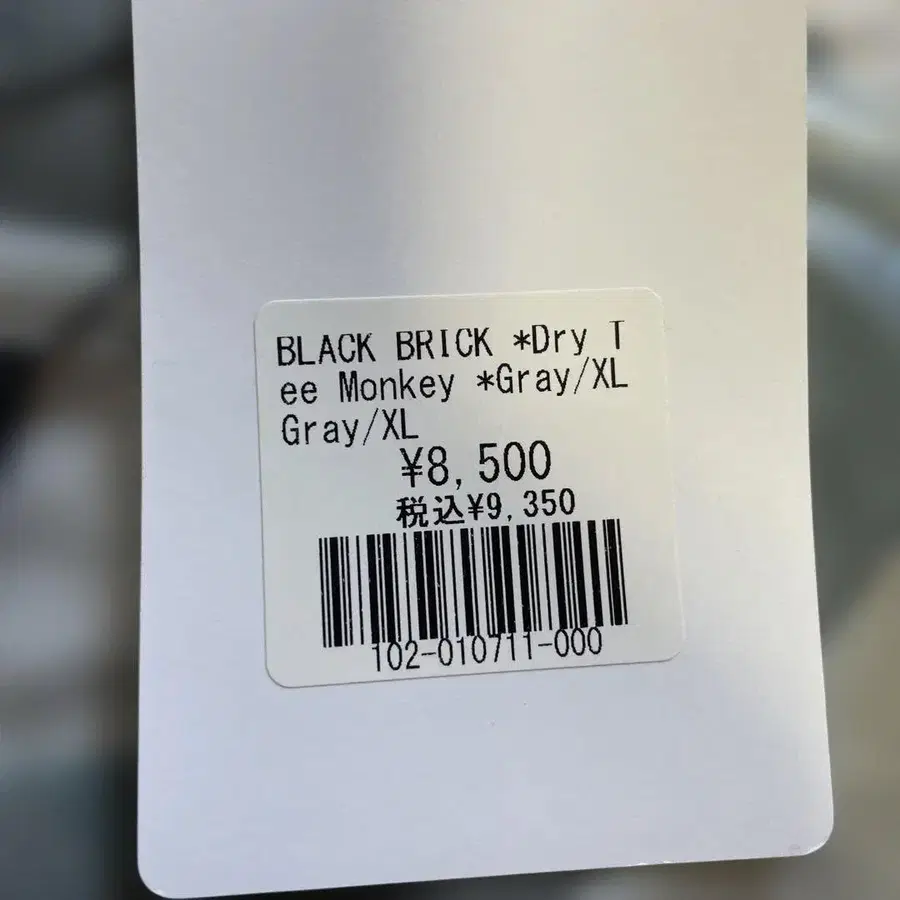 BLACK BRICK *Dry T
ee Monkey *Gray/XL
Gray/XL
¥8,500
税込¥9,350
102-010711-000